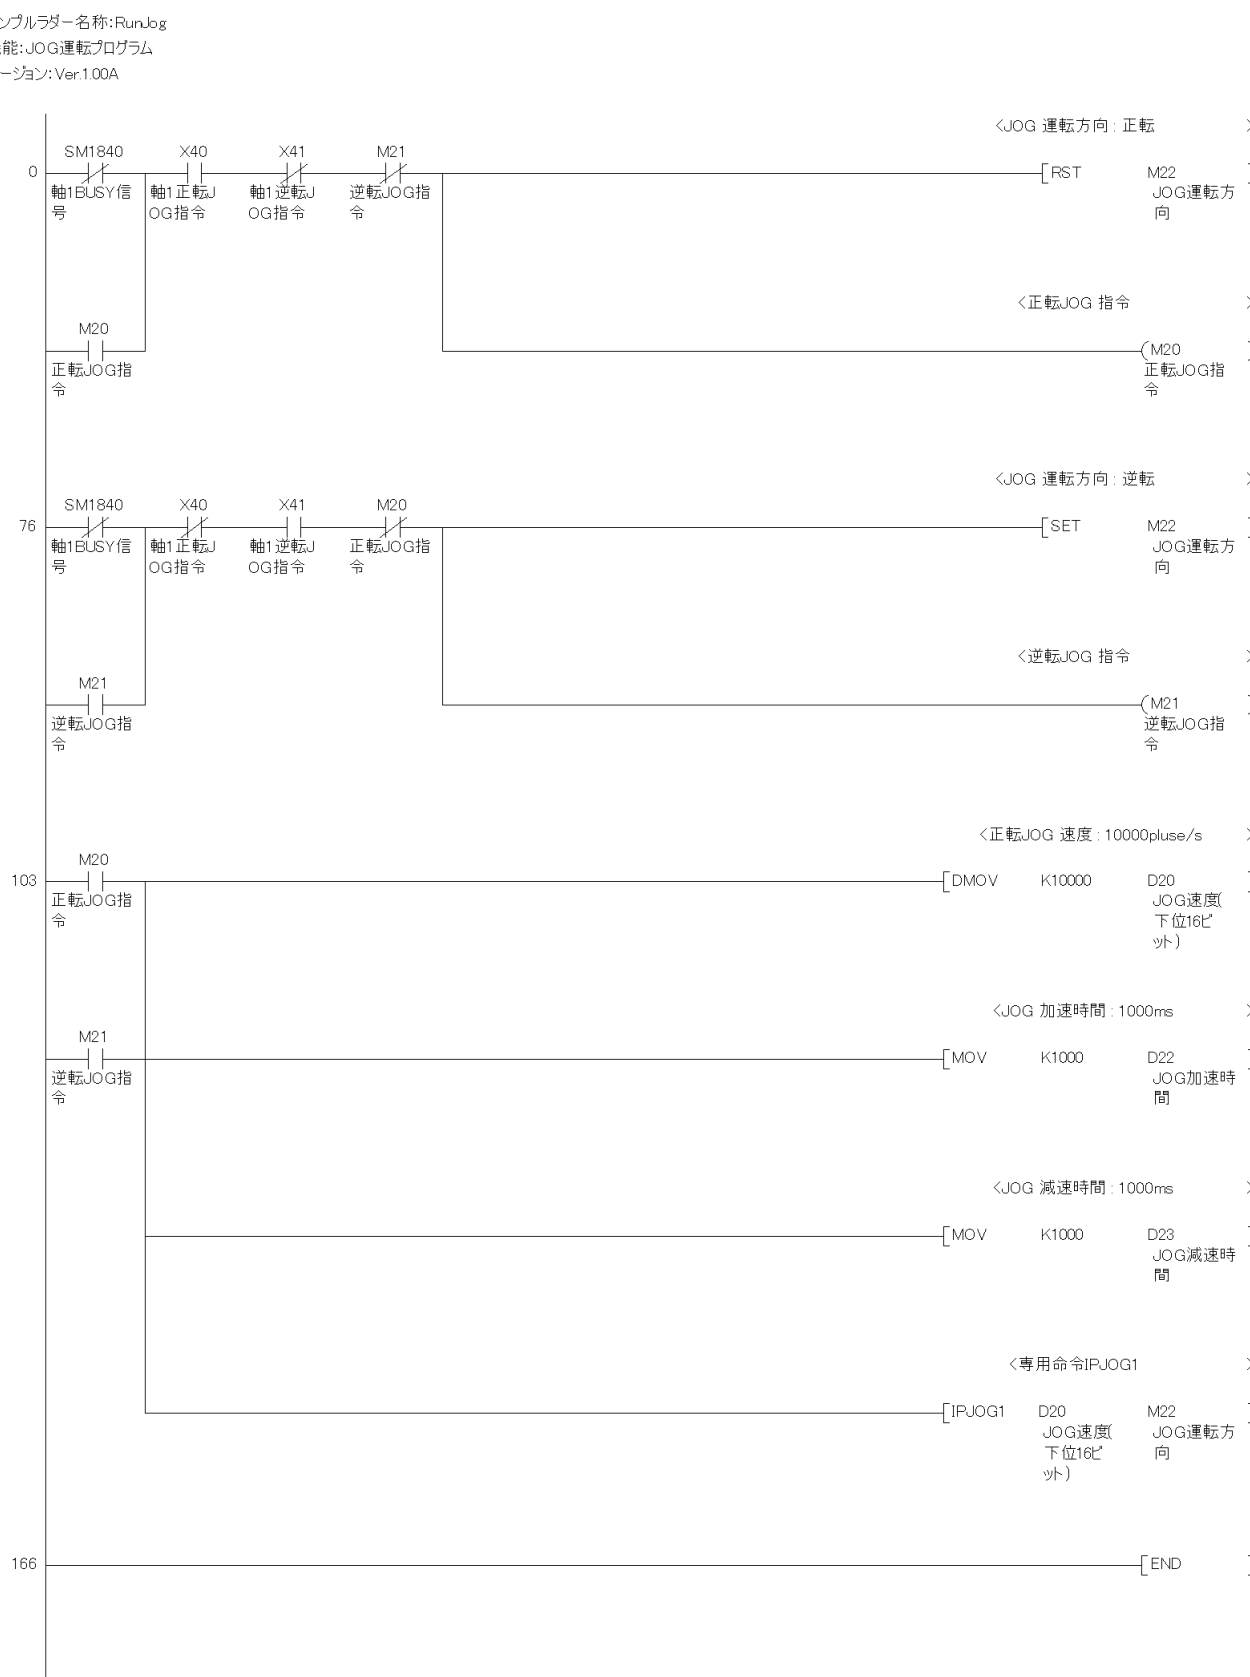 ンプルラダー名称:RunJog
能:JOG運転プログラム
ージョン:Ver.1.00A
<JOG 運転方向 : 正転 >
SM1840 X40 X41 M21
0 [RST M22 ]
軸1BUSY信 軸1正転J 軸1逆転J 逆転JOG指 JOG運転方
号 OG指令 OG指令 令 向
<正転JOG 指令 >
M20
(M20 )
正転JOG指 正転JOG指
令 令
<JOG 運転方向 : 逆転 >
SM1840 X40 X41 M20
76 [SET M22 ]
軸1BUSY信 軸1正転J 軸1逆転J 正転JOG指 JOG運転方
号 OG指令 OG指令 令 向
<逆転JOG 指令 >
M21
(M21 )
逆転JOG指 逆転JOG指
令 令
<正転JOG 速度 : 10000pluse/s >
M20
103 [DMOV K10000 D20 ]
正転JOG指 JOG速度(
令 下位16ビ
ット)
<JOG 加速時間 : 1000ms >
M21
[MOV K1000 D22 ]
逆転JOG指 JOG加速時
令 間
<JOG 減速時間 : 1000ms >
[MOV K1000 D23 ]
JOG減速時
間
<専用命令IPJOG1 >
[IPJOG1 D20 M22 ]
JOG速度( JOG運転方
下位16ビ 向
ット)
166 [END ]